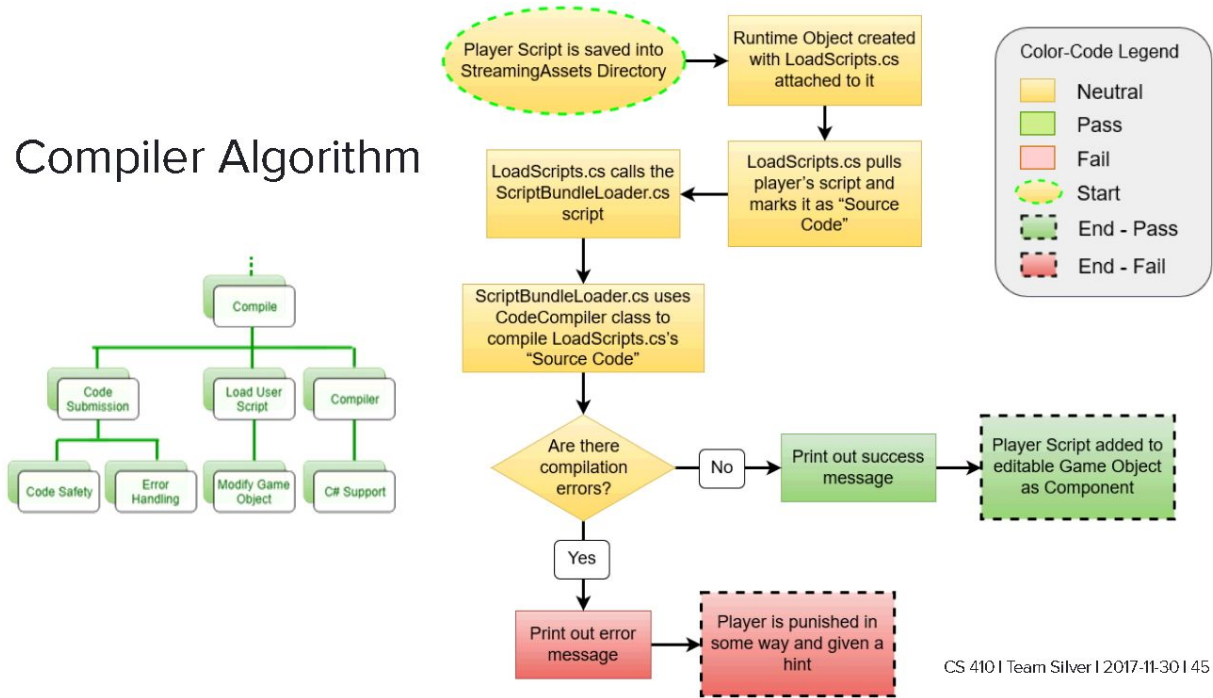 Compiler Algorithm
Player Script is saved into
StreamingAssets Directory
Runtime Object created
with LoadScripts.cs
attached to it
LoadScripts.cs pulls
player's script and
marks it as “Source
Code”
LoadScripts.cs calls the
ScriptBundleLoader.cs
script
ScriptBundleLoader.cs uses
CodeCompiler class to
compile LoadScripts.cs's
“Source Code”
Are there
compilation
errors?
No
Print out success
message
Player Script added to
editable Game Object
as Component
Yes
Print out error
message
Player is punished in
some way and given a
hint
Color-Code Legend
Neutral
Pass
Fail
Start
End - Pass
End - Fail
Compile
Code
Submission
Load User
Script
Compiler
Code Safety
Error
Handling
Modify Game
Object
C# Support
CS 410 | Team Silver | 2017-11-30 | 45